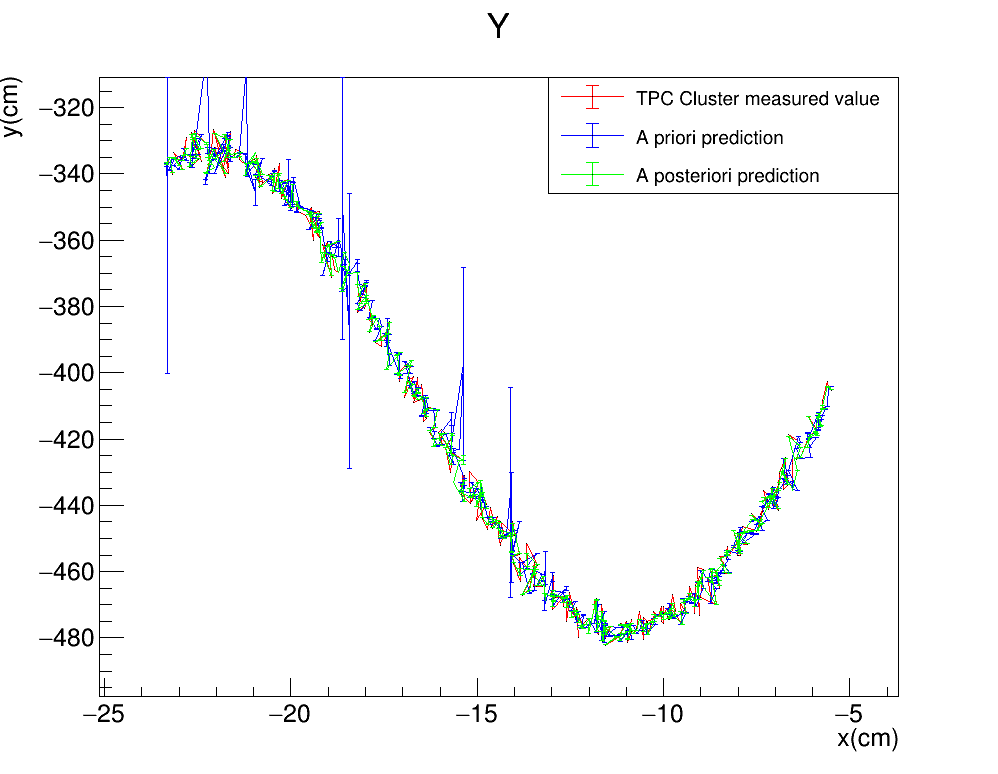 Y
y(cm)
TPC Cluster measured value
A priori prediction
A posteriori prediction
−320
−340
−360
−380
−400
−420
−440
−460
−480
−25
−20
−15
−10
−5
x(cm)